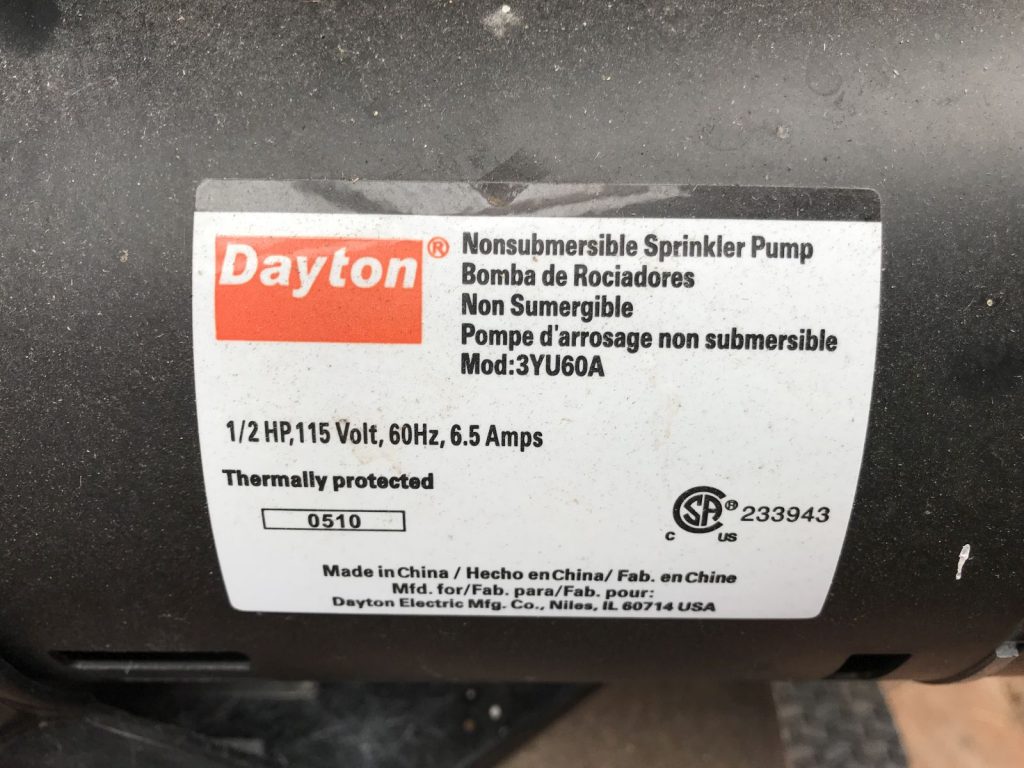 Dayton®
Nonsubmersible Sprinkler Pump
Bomba de Rociadores
Non Sumergible
Pompe d'arrosage non submersible
Mod:3YU60A
1/2 HP,115 Volt, 60Hz, 6.5 Amps
Thermally protected
0510
CSA® 233943
C US
Made in China / Hecho en China/ Fab. en Chine
Mfd. for/Fab. para/Fab. pour:
Dayton Electric Mfg. Co., Niles, IL 60714 USA